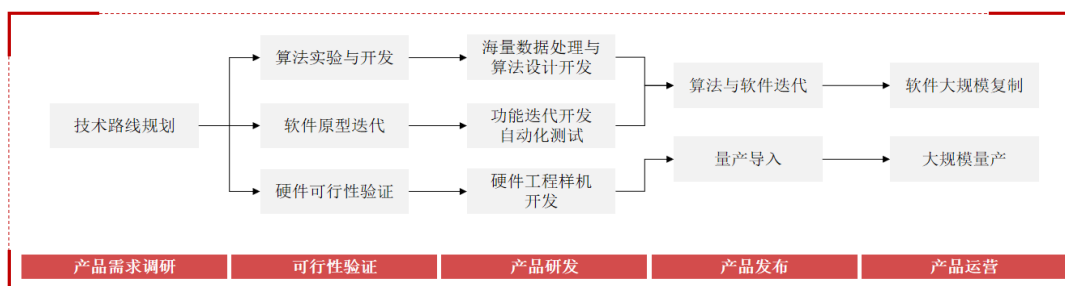 技术路线规划
算法实验与开发
软件原型迭代
硬件可行性验证
海量数据处理与
算法设计开发
功能迭代开发
自动化测试
硬件工程样机
开发
算法与软件迭代
量产导入
软件大规模复制
大规模量产
产品需求调研
可行性验证
产品研发
产品发布
产品运营